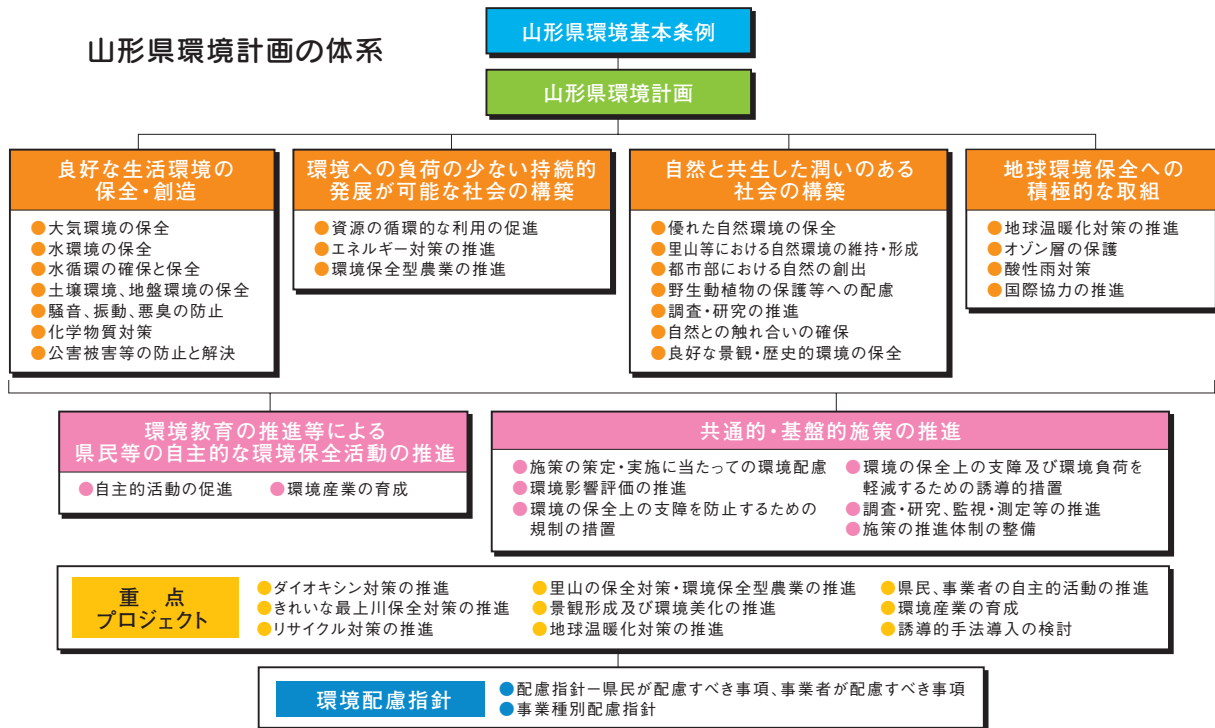 山形県環境計画の体系
山形県環境基本条例
山形県環境計画
良好な生活環境の
保全・創造
●大気環境の保全
●水環境の保全
●水循環の確保と保全
●土壌環境、地盤環境の保全
●騒音、振動、悪臭の防止
●化学物質対策
●公害被害等の防止と解決
環境への負荷の少ない持続的
発展が可能な社会の構築
●資源の循環的な利用の促進
●エネルギー対策の推進
●環境保全型農業の推進
自然と共生した潤いのある
社会の構築
●優れた自然環境の保全
●里山等における自然環境の維持・形成
●都市部における自然の創出
●野生動植物の保護等への配慮
●調査・研究の推進
●自然との触れ合いの確保
●良好な景観・歴史的環境の保全
地球環境保全への
積極的な取組
●地球温暖化対策の推進
●オゾン層の保護
●酸性雨対策
●国際協力の推進
環境教育の推進等による
県民等の自主的な環境保全活動の推進
●自主的活動の促進 ●環境産業の育成
共通的・基盤的施策の推進
●施策の策定・実施に当たっての環境配慮
●環境影響評価の推進
●環境の保全上の支障を防止するための
規制の措置
●環境の保全上の支障及び環境負荷を
軽減するための誘導的措置
●調査・研究、監視・測定等の推進
●施策の推進体制の整備
重点
プロジェクト
●ダイオキシン対策の推進
●きれいな最上川保全対策の推進
●リサイクル対策の推進
●里山の保全対策・環境保全型農業の推進
●景観形成及び環境美化の推進
●地球温暖化対策の推進
●県民、事業者の自主的活動の推進
●環境産業の育成
●誘導的手法導入の検討
環境配慮指針
●配慮指針－県民が配慮すべき事項、事業者が配慮すべき事項
●事業種別配慮指針